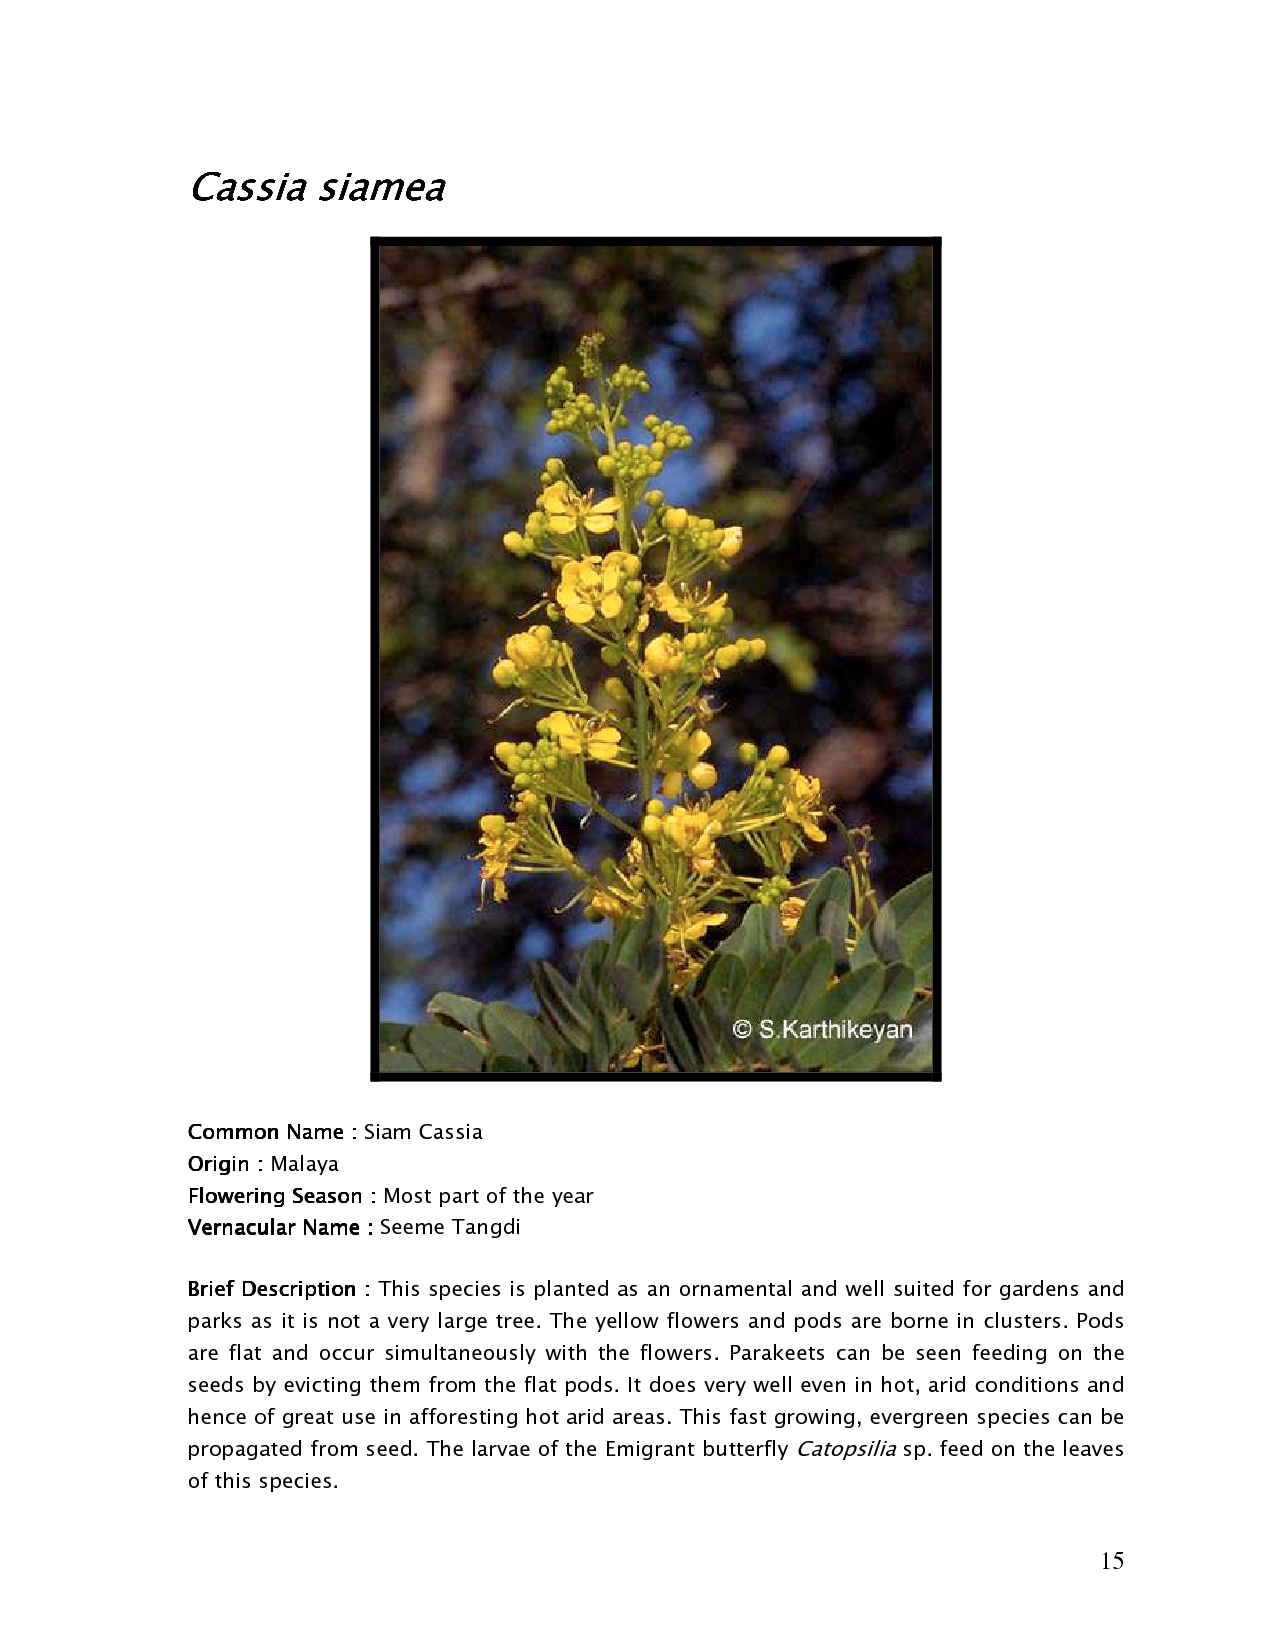 Cassia siamea
© S.Karthikeyan
Common Name : Siam Cassia
Origin : Malaya
Flowering Season : Most part of the year
Vernacular Name : Seeme Tangdi
Brief Description : This species is planted as an ornamental and well suited for gardens and
parks as it is not a very large tree. The yellow flowers and pods are borne in clusters. Pods
are flat and occur simultaneously with the flowers. Parakeets can be seen feeding on the
seeds by evicting them from the flat pods. It does very well even in hot, arid conditions and
hence of great use in afforesting hot arid areas. This fast growing, evergreen species can be
propagated from seed. The larvae of the Emigrant butterfly Catopsilia sp. feed on the leaves
of this species.
15